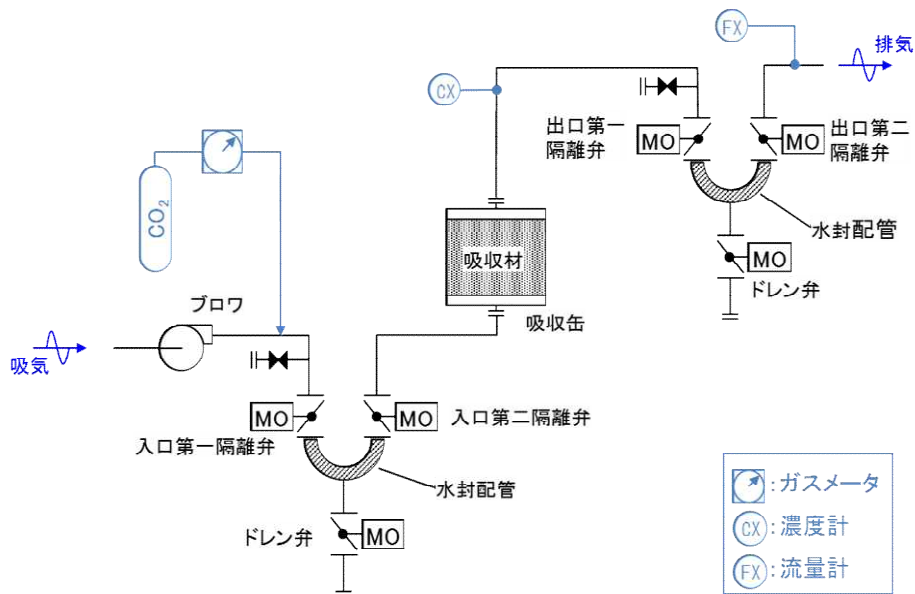 FX
排気
CX
出口第一
隔離弁
MO
MO
出口第二
隔離弁
CO₂
水封配管
吸収材
MO
ドレン弁
ブロワ
吸収缶
吸気
MO
MO
入口第二隔離弁
入口第一隔離弁
水封配管
ドレン弁
MO
:ガスメータ
CX:濃度計
FX:流量計